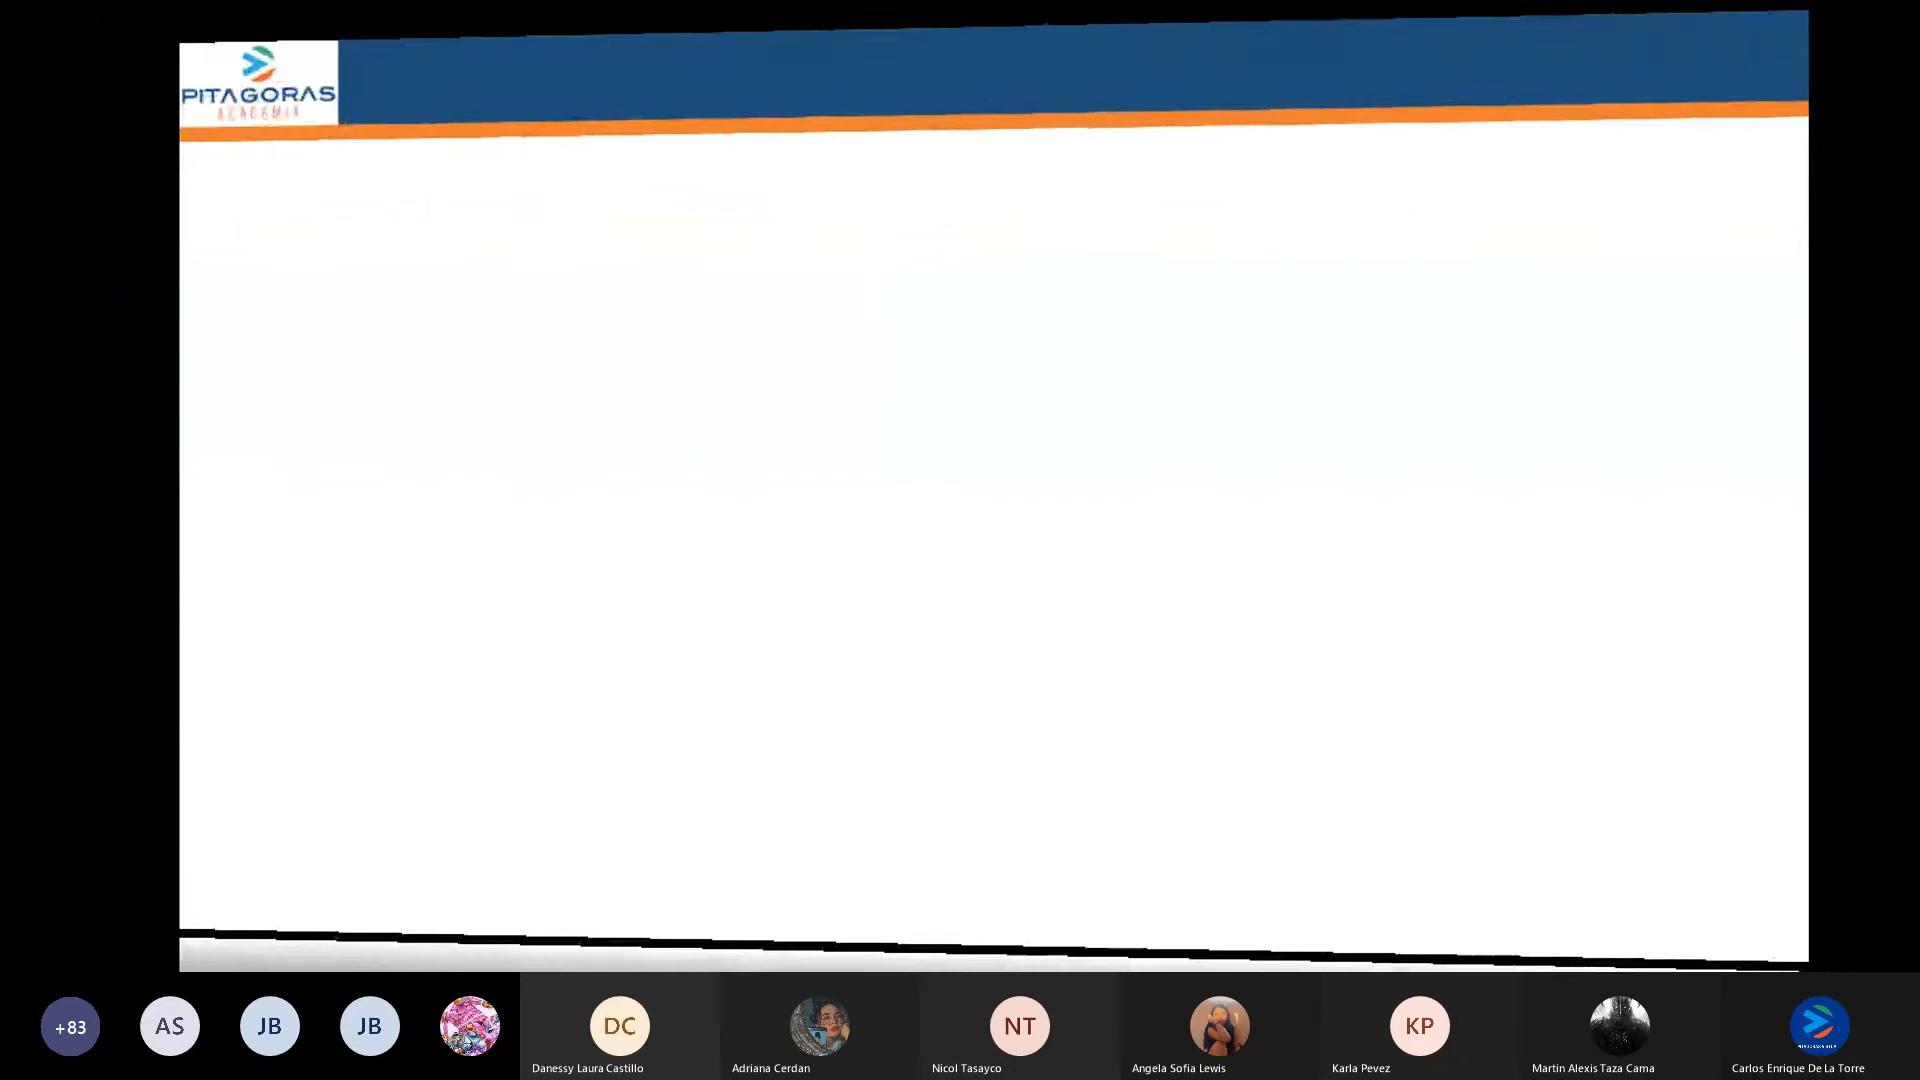 PITAGORAS
ACADEMIA
+83
AS
JB
JB
DC
NT
KP
Danessy Laura Castillo
Adriana Cerdan
Nicol Tasayco
Angela Sofia Lewis
Karla Pevez
Martin Alexis Taza Cama
Carlos Enrique De La Torre